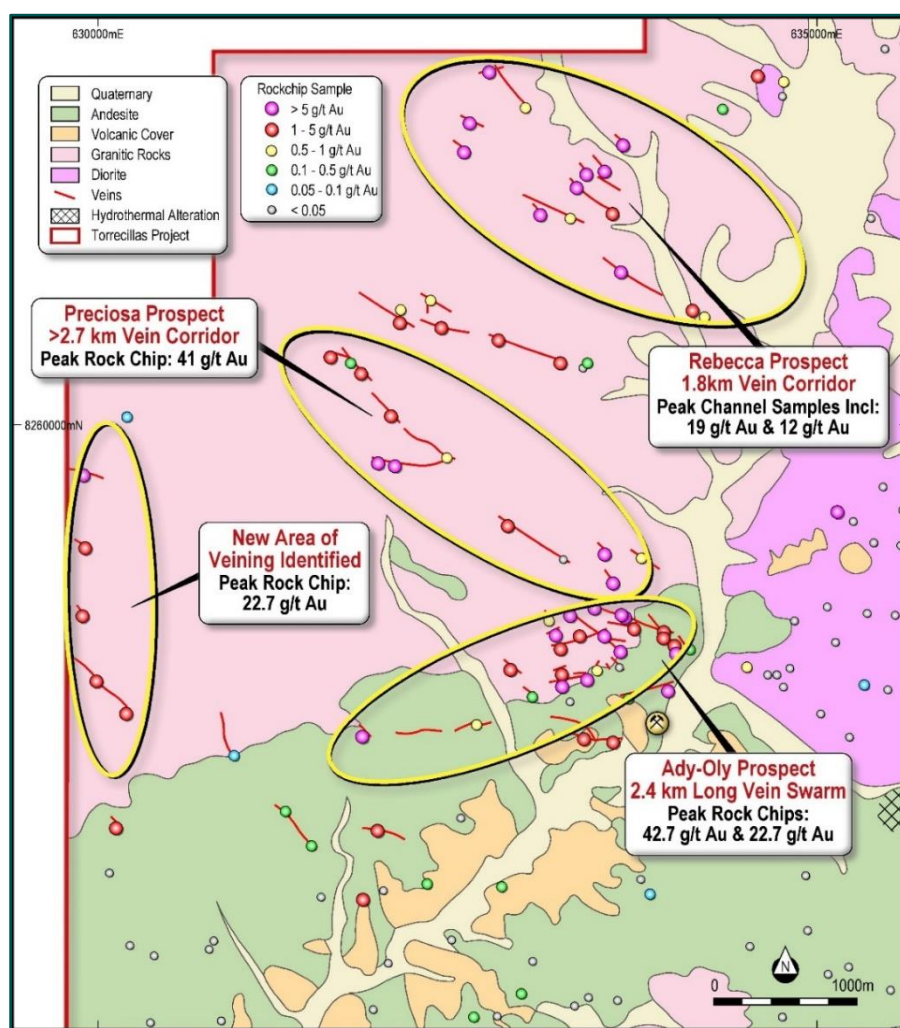 630000mE
635000mE
Quaternary
Andesite
Volcanic Cover
Granitic Rocks
Diorite
Veins
Hydrothermal Alteration
Torrecillas Project
Rockchip Sample
> 5 g/t Au
1 - 5 g/t Au
0.5 - 1 g/t Au
0.1 - 0.5 g/t Au
0.05 - 0.1 g/t Au
< 0.05
Preciosa Prospect
>2.7 km Vein Corridor
Peak Rock Chip: 41 g/t Au
Rebecca Prospect
1.8km Vein Corridor
Peak Channel Samples Incl:
19 g/t Au & 12 g/t Au
8260000mN
New Area of
Veining Identified
Peak Rock Chip:
22.7 g/t Au
Ady-Oly Prospect
2.4 km Long Vein Swarm
Peak Rock Chips:
42.7 g/t Au & 22.7 g/t Au
N
0 1000m